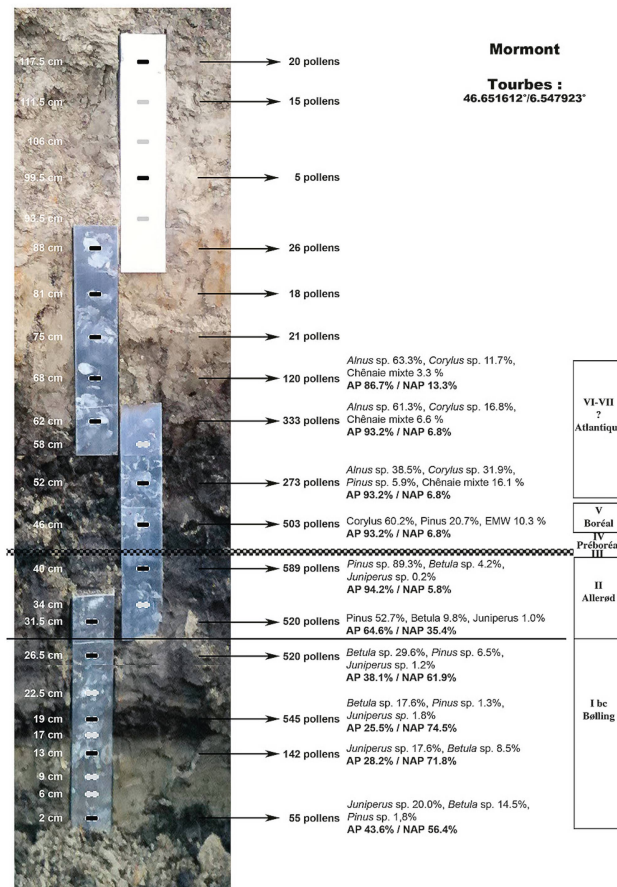 Mormont
Tourbes :
46.651612°/6.547923°
117.5 cm
20 pollens
111.5 cm
15 pollens
106 cm
99.5 cm
5 pollens
93.5 cm
88 cm
26 pollens
81 cm
18 pollens
75 cm
21 pollens
68 cm
120 pollens
Alnus sp. 63.3%, Corylus sp. 11.7%,
Chênaie mixte 3.3 %
AP 86.7% / NAP 13.3%
62 cm
333 pollens
Alnus sp. 61.3%, Corylus sp. 16.8%,
Chênaie mixte 6.6 %
AP 93.2% / NAP 6.8%
58 cm
VI-VII
?
Atlantique
52 cm
273 pollens
Alnus sp. 38.5%, Corylus sp. 31.9%,
Pinus sp. 5.9%, Chênaie mixte 16.1 %
AP 93.2% / NAP 6.8%
46 cm
503 pollens
Corylus 60.2%, Pinus 20.7%, EMW 10.3 %
AP 93.2% / NAP 6.8%
V
Boréal
IV
Préboréal
III
40 cm
589 pollens
Pinus sp. 89.3%, Betula sp. 4.2%,
Juniperus sp. 0.2%
AP 94.2% / NAP 5.8%
34 cm
31.5 cm
520 pollens
Pinus 52.7%, Betula 9.8%, Juniperus 1.0%
AP 64.6% / NAP 35.4%
II
Allerød
26.5 cm
520 pollens
Betula sp. 29.6%, Pinus sp. 6.5%,
Juniperus sp. 1.2%
AP 38.1% / NAP 61.9%
22.5 cm
19 cm
545 pollens
Betula sp. 17.6%, Pinus sp. 1.3%,
Juniperus sp. 1.8%
AP 25.5% / NAP 74.5%
17 cm
I bc
Bølling
13 cm
142 pollens
Juniperus sp. 17.6%, Betula sp. 8.5%
AP 28.2% / NAP 71.8%
9 cm
6 cm
2 cm
55 pollens
Juniperus sp. 20.0%, Betula sp. 14.5%,
Pinus sp. 1,8%
AP 43.6% / NAP 56.4%